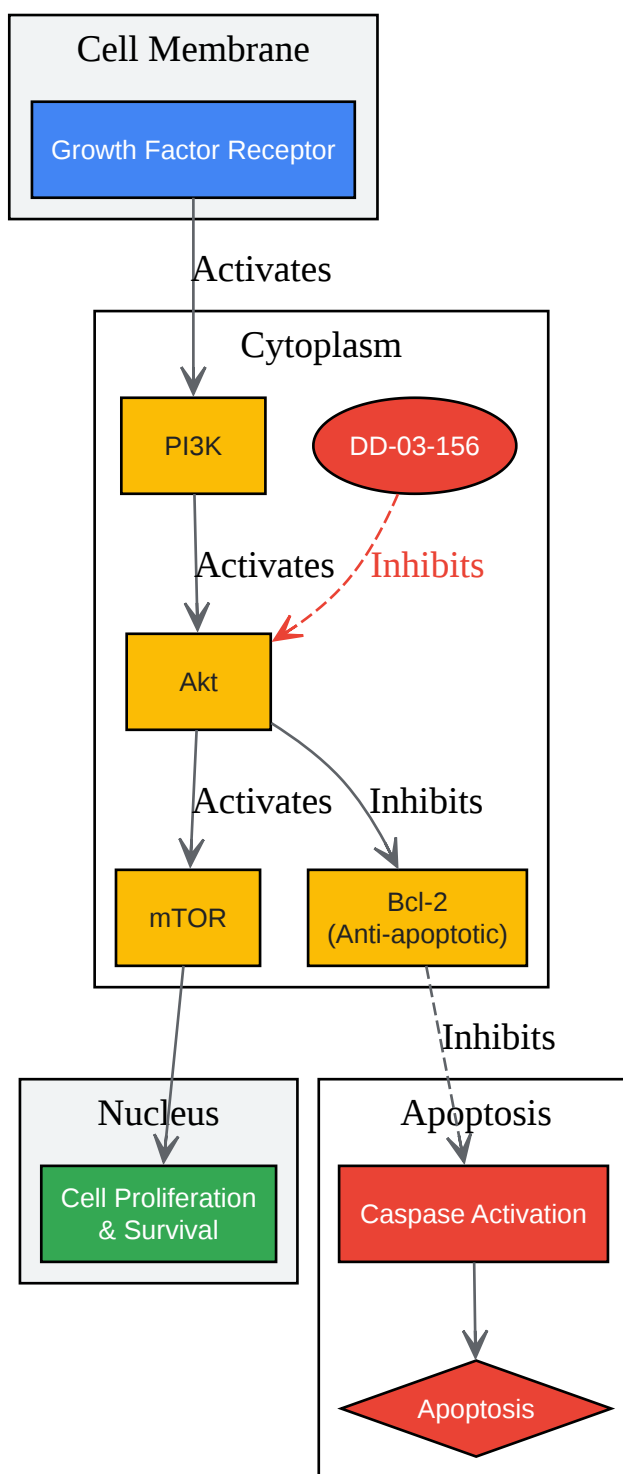 Cell Membrane
Growth Factor Receptor
Activates
Cytoplasm
PI3K
DD-03-156
Activates
Inhibits
Akt
Activates
Inhibits
mTOR
Bcl-2
(Anti-apoptotic)
Inhibits
Nucleus
Apoptosis
Cell Proliferation
& Survival
Caspase Activation
Apoptosis